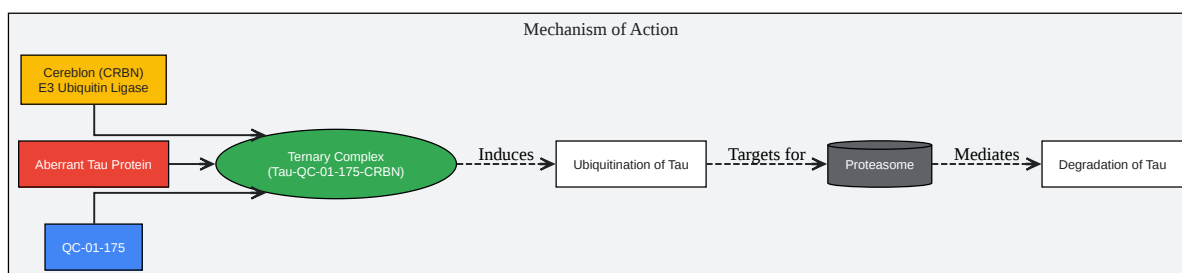 Mechanism of Action
Cereblon (CRBN)
E3 Ubiquitin Ligase
Aberrant Tau Protein
QC-01-175
Ternary Complex
(Tau-QC-01-175-CRBN)
Induces
Ubiquitination of Tau
Targets for
Proteasome
Mediates
Degradation of Tau